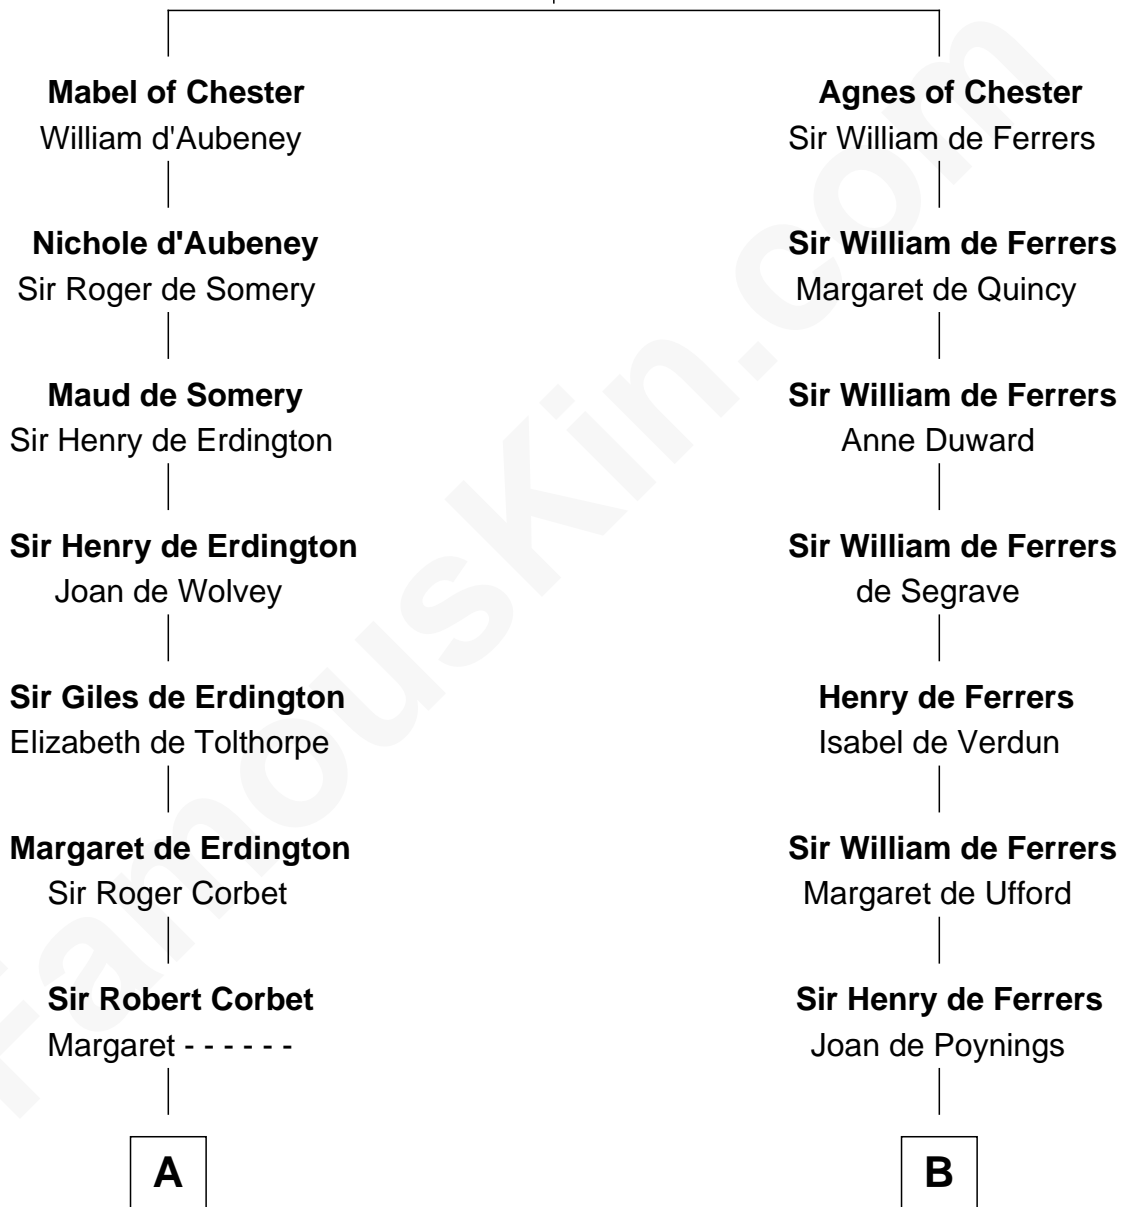 Mabel of Chester
William d'Aubeney
Nichole d'Aubeney
Sir Roger de Somery
Maud de Somery
Sir Henry de Erdington
Sir Henry de Erdington
Joan de Wolvey
Sir Giles de Erdington
Elizabeth de Tolthorpe
Margaret de Erdington
Sir Roger Corbet
Sir Robert Corbet
Margaret - - - - - -
A
Agnes of Chester
Sir William de Ferrers
Sir William de Ferrers
Margaret de Quincy
Sir William de Ferrers
Anne Duward
Sir William de Ferrers
de Segrave
Henry de Ferrers
Isabel de Verdun
Sir William de Ferrers
Margaret de Ufford
Sir Henry de Ferrers
Joan de Poynings
B
FamousKin.com